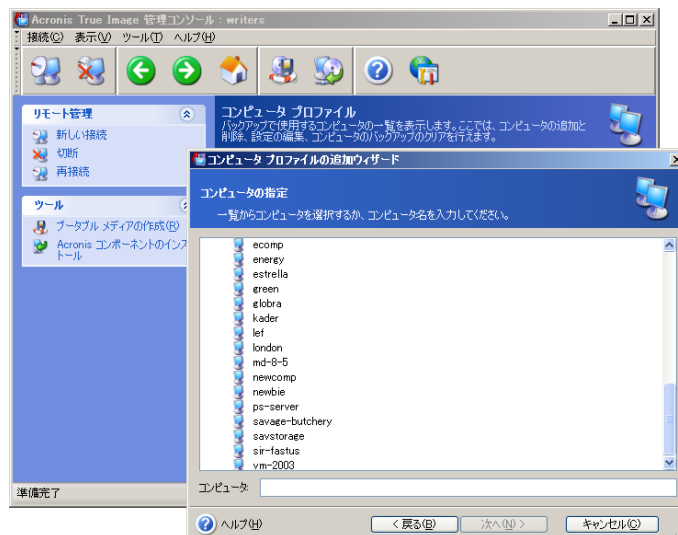 Acronis True Image 管理コンソール : writers
接続(C) 表示(V) ツール(T) ヘルプ(H)
リモート管理
新しい接続
切断
再接続
ツール
ブータブル メディアの作成(R)
Acronis コンポーネントのインス
トール
コンピュータ プロファイル
バックアップで使用するコンピュータの一覧を表示します。ここでは、コンピュータの追加と
削除、設定の編集、コンピュータのバックアップのクリアを行えます。
コンピュータ プロファイルの追加ウィザード
コンピュータの指定
一覧からコンピュータを選択するか、コンピュータ名を入力してください。
ecomp
energy
estrella
green
globra
kader
lef
london
md-8-5
newcomp
newbie
ps-server
savage-butchery
savstorage
sir-fastus
vm-2003
コンピュータ:
準備完了
ヘルプ(H)
< 戻る(B)
次へ(N) >
キャンセル(C)